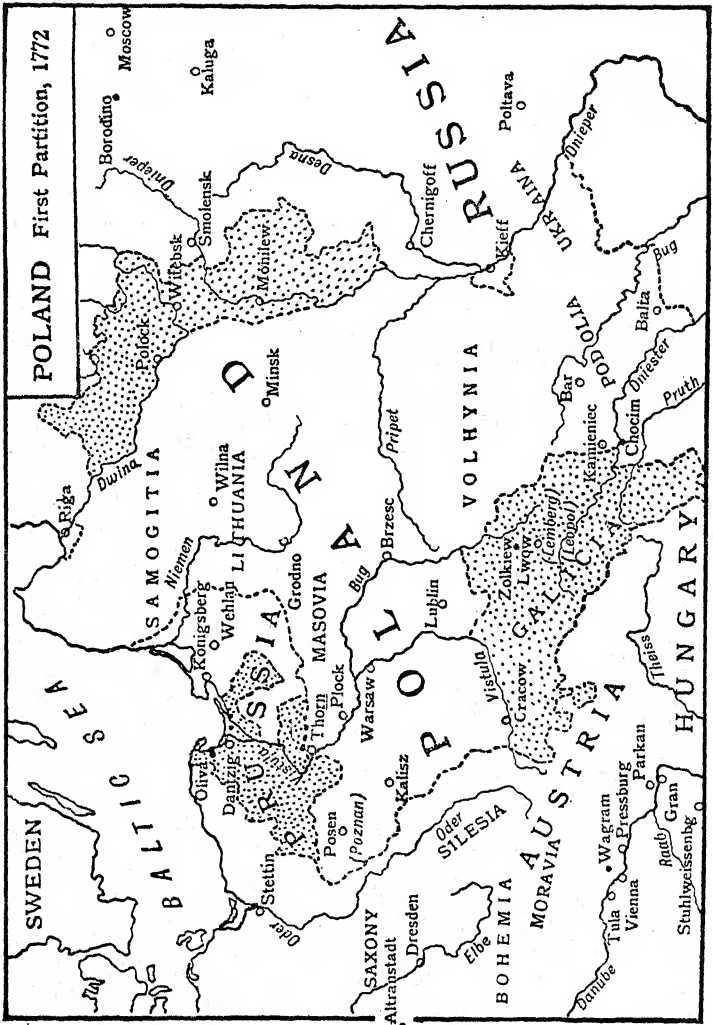 POLAND First Partition, 1772
SWEDEN
BALTIC SEA
Riga
Dwina
Polock
Witebsk
Smolensk
Dnieper
Borodino
Moscow
Kaluga
SAMOGITIA
Wilna
LITHUANIA
Niemen
Minsk
Mohilew
Desna
RUSSIA
Königsberg
Wehlau
Grodno
Oliva
Dantzig
PRUSSIA
Vistula
Thorn
MASOVIA
Plock
Bug
Stettin
Oder
Posen
(Poznan)
Warsaw
Brzesc
Pripet
Chernigoff
Kieff
Poltava
UKRAINA
Dnieper
POLAND
Kalisz
Lublin
VOLHYNIA
SAXONY
Altranstadt
Dresden
Oder
SILESIA
Elbe
BOHEMIA
MORAVIA
Cracow
Vistula
Zolkiew
Lwow
(Lemberg)
(Leopol)
GALICIA
Bar
PODOLIA
Kamieniec
Chocim
Dniester
Pruth
Balta
Bug
AUSTRIA
Wagram
Tula
Vienna
Pressburg
Parkan
Gran
Raab
Stuhlweissenbg
Danube
Theiss
HUNGARY